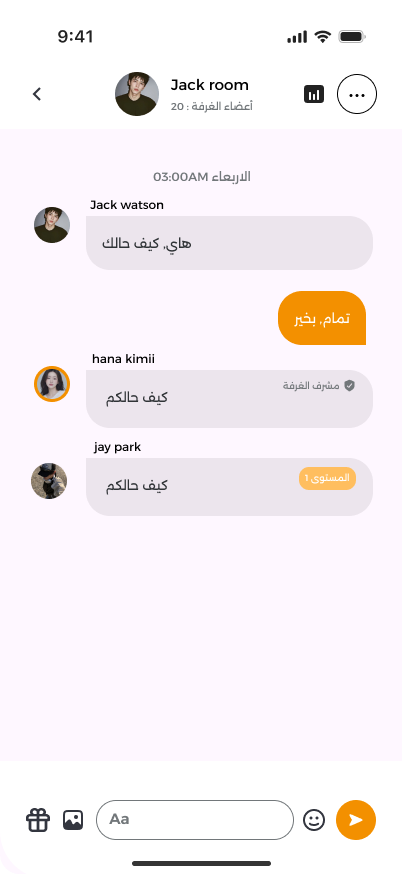 9:41
Jack room
أعضاء الغرفة : 20
الاربعاء 03:00AM
Jack watson
هاي, كيف حالك
تمام, بخير
hana kimii
مشرف الغرفة
كيف حالكم
jay park
المستوى 1
كيف حالكم
Aa